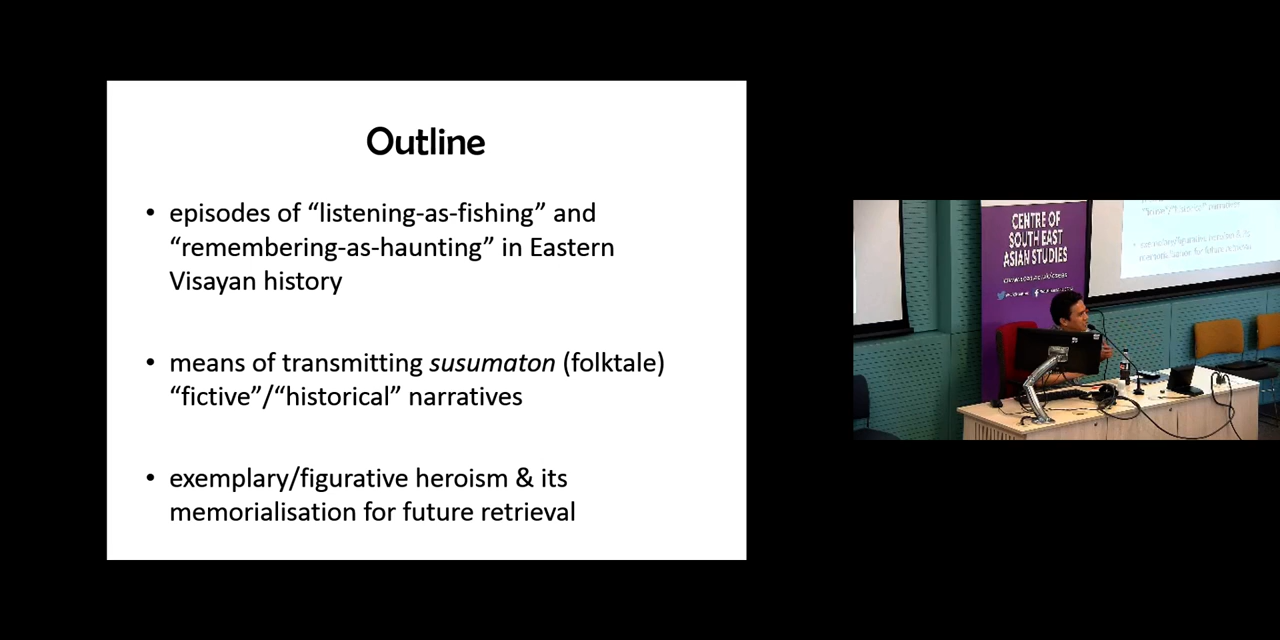 Outline
• episodes of “listening-as-fishing” and
“remembering-as-haunting” in Eastern
Visayan history
• means of transmitting susumaton (folktale)
“fictive”/“historical” narratives
• exemplary/figurative heroism & its
memorialisation for future retrieval
CENTRE OF
SOUTH EAST
ASIAN STUDIES